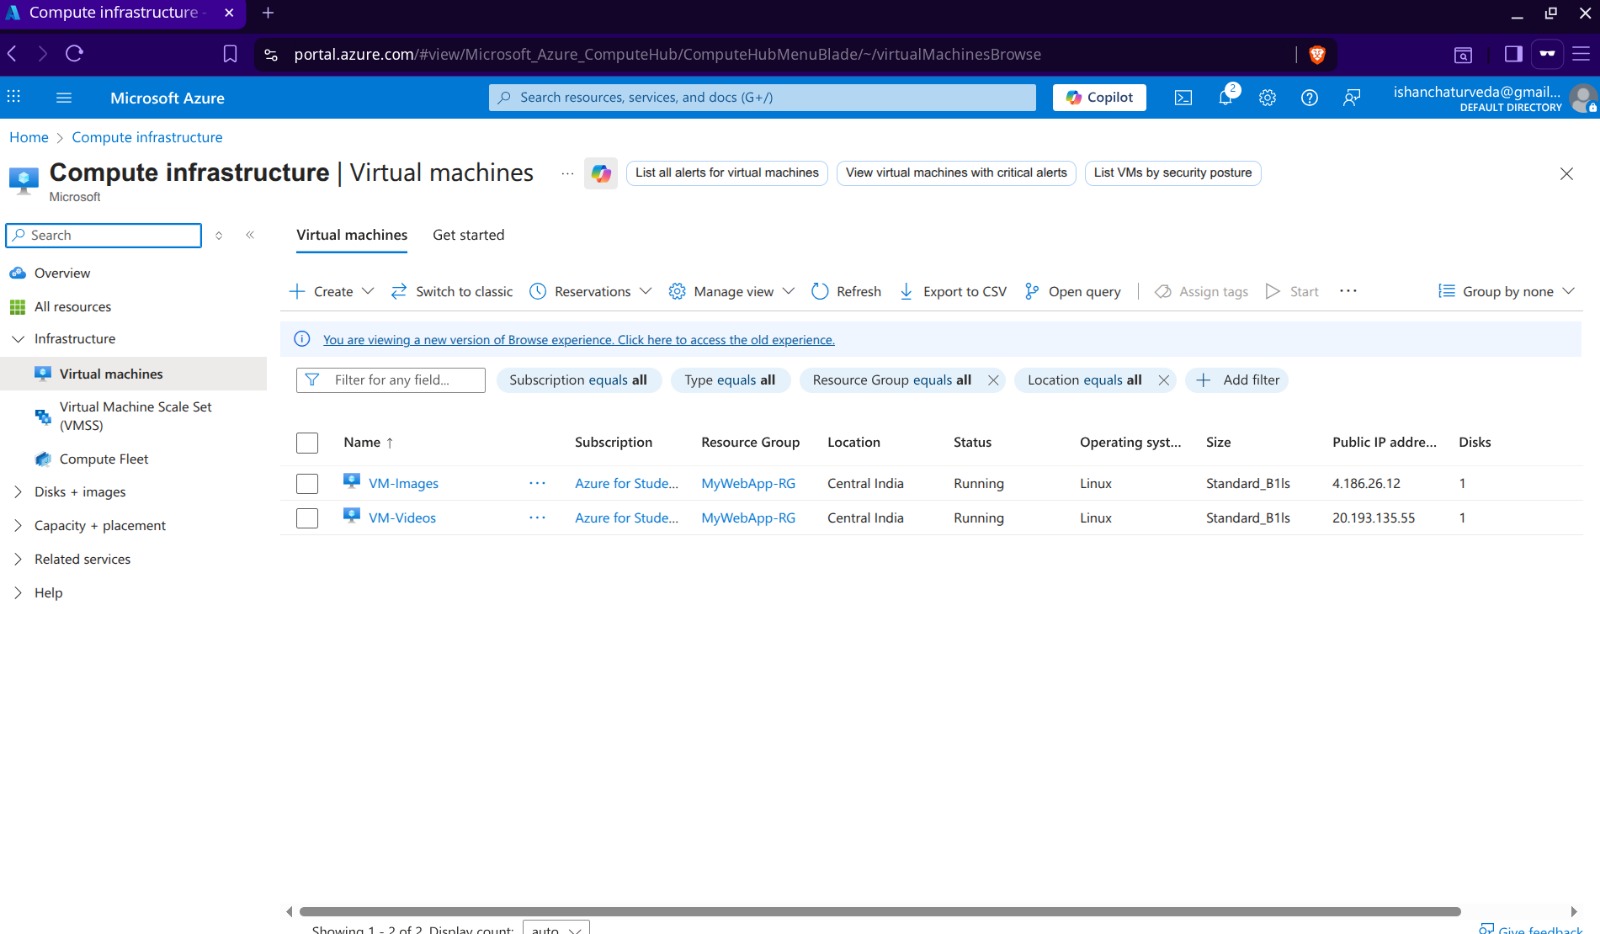 Compute infrastructure -
portal.azure.com/#view/Microsoft_Azure_ComputeHub/ComputeHubMenuBlade/~/virtualMachinesBrowse
Microsoft Azure
Search resources, services, and docs (G+/)
Copilot
2
ishanchaturveda@gmail...
DEFAULT DIRECTORY
Home > Compute infrastructure
Compute infrastructure | Virtual machines
Microsoft
List all alerts for virtual machines
View virtual machines with critical alerts
List VMs by security posture
Search
Overview
All resources
Infrastructure
Virtual machines
Virtual Machine Scale Set
(VMSS)
Compute Fleet
Disks + images
Capacity + placement
Related services
Help
Virtual machines Get started
Create Switch to classic Reservations Manage view Refresh Export to CSV Open query Assign tags Start ... Group by none
You are viewing a new version of Browse experience. Click here to access the old experience.
Filter for any field... Subscription equals all Type equals all Resource Group equals all Location equals all Add filter
Name ↑ Subscription Resource Group Location Status Operating syst... Size Public IP addre... Disks
VM-Images ... Azure for Stude... MyWebApp-RG Central India Running Linux Standard_B1ls 4.186.26.12 1
VM-Videos ... Azure for Stude... MyWebApp-RG Central India Running Linux Standard_B1ls 20.193.135.55 1
Showing 1 - 2 of 2. Display count: auto
Give feedback